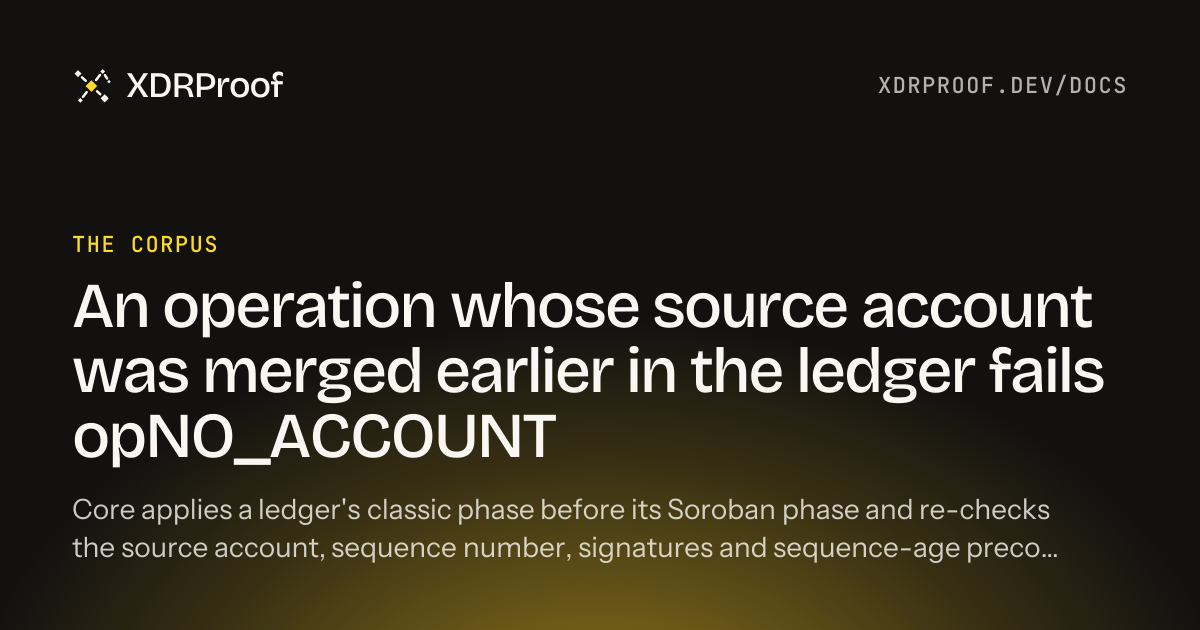 XDRProof
XDRPROOF.DEV/DOCS
THE CORPUS
An operation whose source account
was merged earlier in the ledger fails
opNO_ACCOUNT
Core applies a ledger's classic phase before its Soroban phase and re-checks
the source account, sequence number, signatures and sequence-age preco...